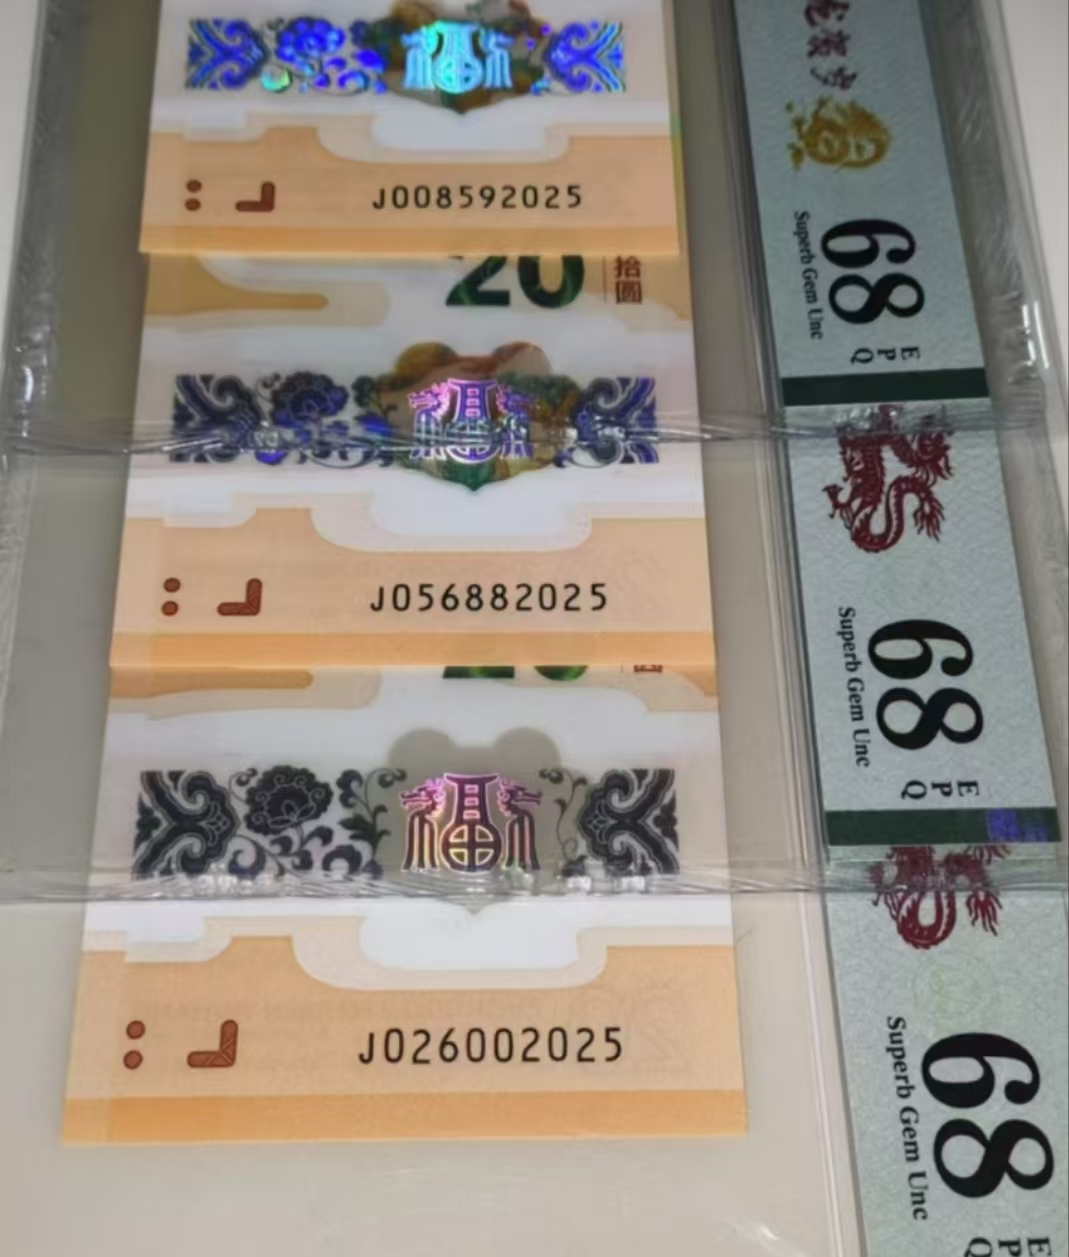 福
J008592025
20
拾圆
福
J056882025
福
J026002025
68
EPQ
Superb Gem Unc
68
EPQ
Superb Gem Unc
68
EPQ
Superb Gem Unc